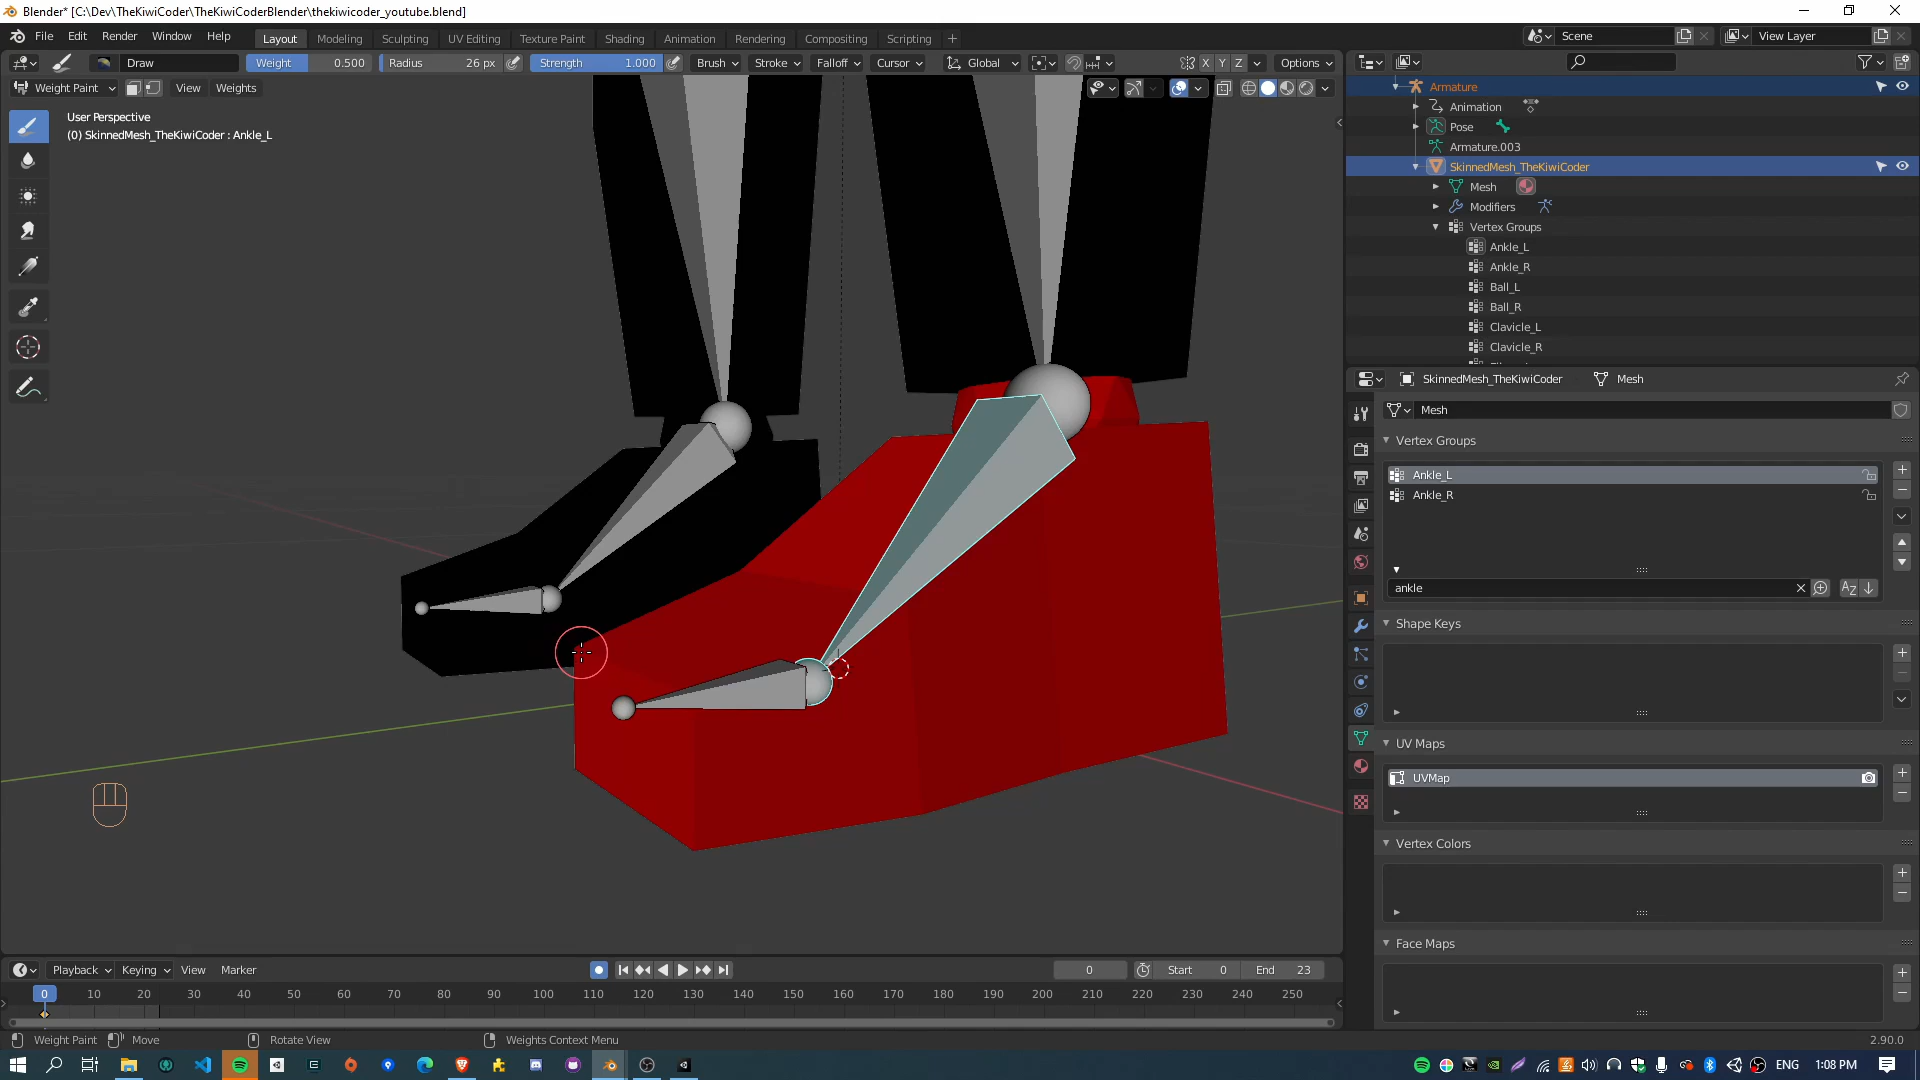 Blender* [C:\Dev\TheKiwiCoder\TheKiwiCoderBlender\thekiwicoder_youtube.blend]
File Edit Render Window Help Layout Modeling Sculpting UV Editing Texture Paint Shading Animation Rendering Compositing Scripting + Scene View Layer
Draw Weight 0.500 Radius 26 px Strength 1.000 Brush Stroke Falloff Cursor Global X Y Z Options
Weight Paint View Weights
User Perspective
(0) SkinnedMesh_TheKiwiCoder : Ankle_L
Armature
Animation
Pose
Armature.003
SkinnedMesh_TheKiwiCoder
Mesh
Modifiers
Vertex Groups
Ankle_L
Ankle_R
Ball_L
Ball_R
Clavicle_L
Clavicle_R
SkinnedMesh_TheKiwiCoder Mesh
Mesh
Vertex Groups
Ankle_L
Ankle_R
ankle
Shape Keys
UV Maps
UVMap
Vertex Colors
Face Maps
Playback Keying View Marker 0 Start 0 End 23
0 10 20 30 40 50 60 70 80 90 100 110 120 130 140 150 160 170 180 190 200 210 220 230 240 250
Weight Paint Move Rotate View Weights Context Menu 2.90.0
ENG 1:08 PM